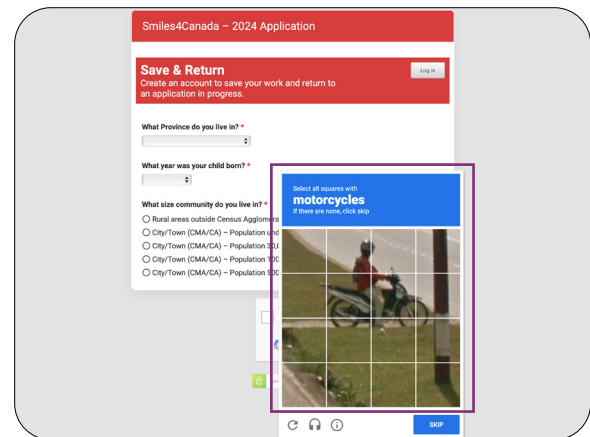 Smiles4Canada – 2024 Application
Save & Return
Create an account to save your work and return to
an application in progress.
Log in
What Province do you live in? *
What year was your child born? *
What size community do you live in? *
Rural areas outside Census Agglomera
City/Town (CMA/CA) – Population und
City/Town (CMA/CA) – Population 30,0
City/Town (CMA/CA) – Population 100
City/Town (CMA/CA) – Population 500
Select all squares with
motorcycles
If there are none, click skip
SKIP